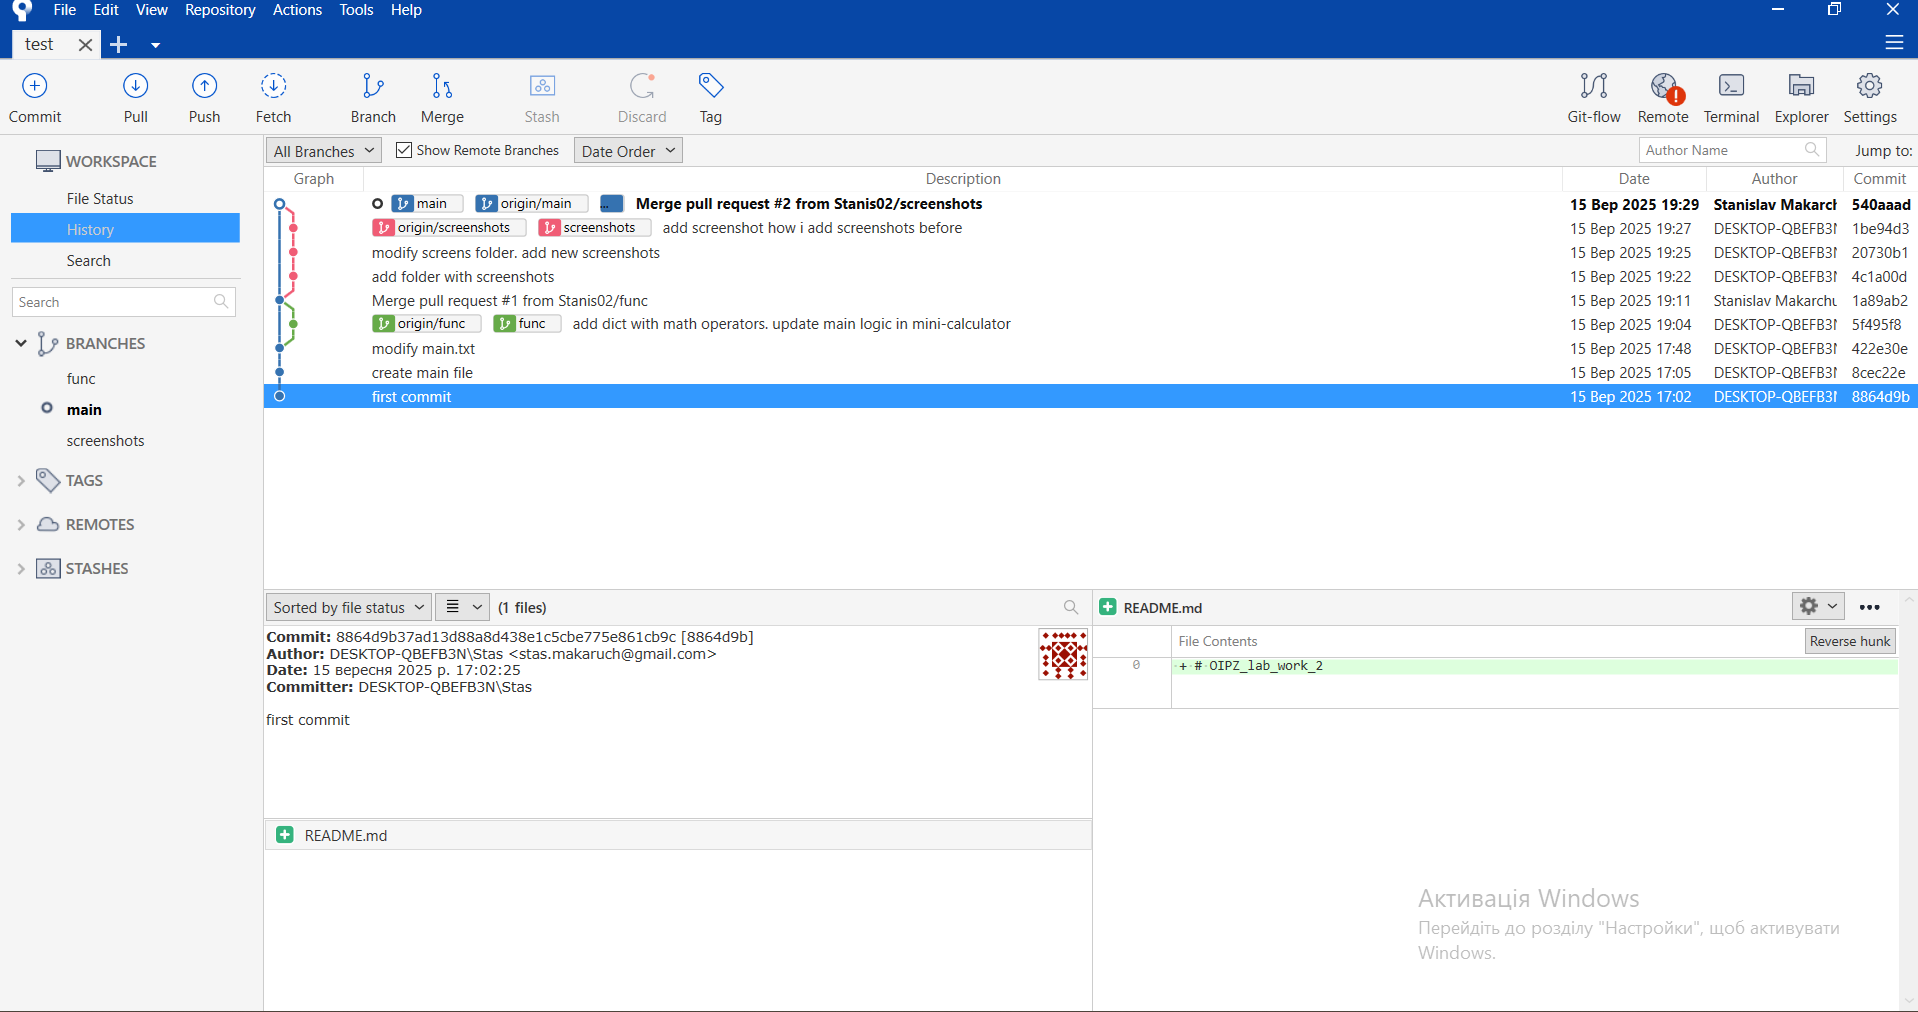 File Edit View Repository Actions Tools Help
test
Commit Pull Push Fetch Branch Merge Stash Discard Tag Git-flow Remote Terminal Explorer Settings
WORKSPACE
File Status
History
Search
Search
BRANCHES
func
main
screenshots
TAGS
REMOTES
STASHES
All Branches Show Remote Branches Date Order Author Name Jump to:
Graph Description Date Author Commit
main origin/main ... Merge pull request #2 from Stanis02/screenshots 15 Вер 2025 19:29 Stanislav Makarch 540aaad
origin/screenshots screenshots add screenshot how i add screenshots before 15 Вер 2025 19:27 DESKTOP-QBEFB3N 1be94d3
modify screens folder. add new screenshots 15 Вер 2025 19:25 DESKTOP-QBEFB3N 20730b1
add folder with screenshots 15 Вер 2025 19:22 DESKTOP-QBEFB3N 4c1a00d
Merge pull request #1 from Stanis02/func 15 Вер 2025 19:11 Stanislav Makarchu 1a89ab2
origin/func func add dict with math operators. update main logic in mini-calculator 15 Вер 2025 19:04 DESKTOP-QBEFB3N 5f495f8
modify main.txt 15 Вер 2025 17:48 DESKTOP-QBEFB3N 422e30e
create main file 15 Вер 2025 17:05 DESKTOP-QBEFB3N 8cec22e
first commit 15 Вер 2025 17:02 DESKTOP-QBEFB3N 8864d9b
Sorted by file status (1 files)
Commit: 8864d9b37ad13d88a8d438e1c5cbe775e861cb9c [8864d9b]
Author: DESKTOP-QBEFB3N\Stas <stas.makaruch@gmail.com>
Date: 15 вересня 2025 р. 17:02:25
Committer: DESKTOP-QBEFB3N\Stas
first commit
README.md
README.md
File Contents Reverse hunk
0 + # OIPZ_lab_work_2
Активація Windows
Перейдіть до розділу "Настройки", щоб активувати
Windows.